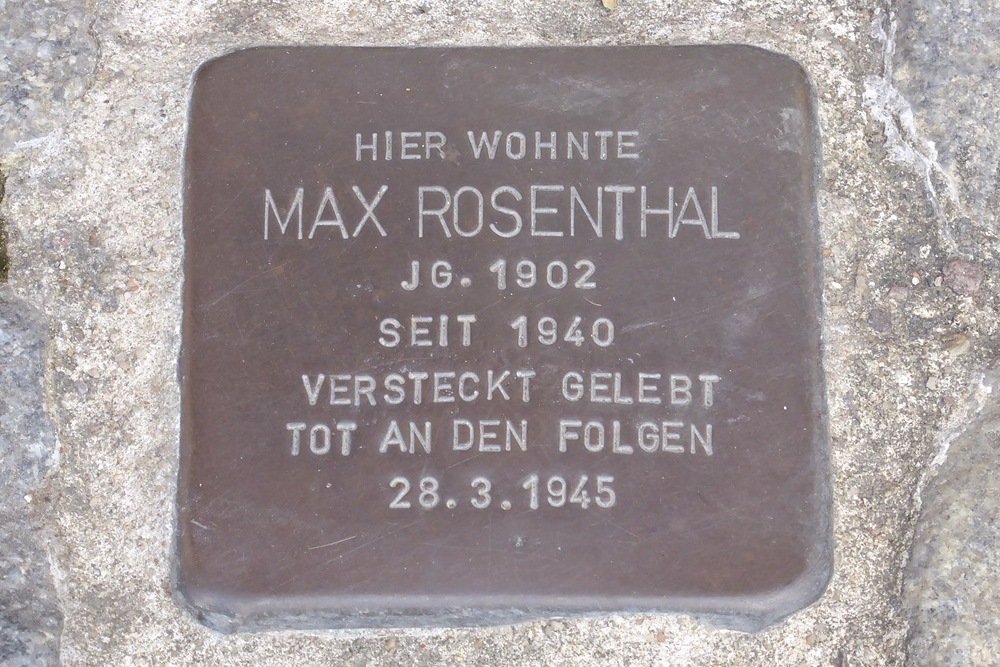 HIER WOHNTE
MAX ROSENTHAL
JG. 1902
SEIT 1940
VERSTECKT GELEBT
TOT AN DEN FOLGEN
28.3.1945